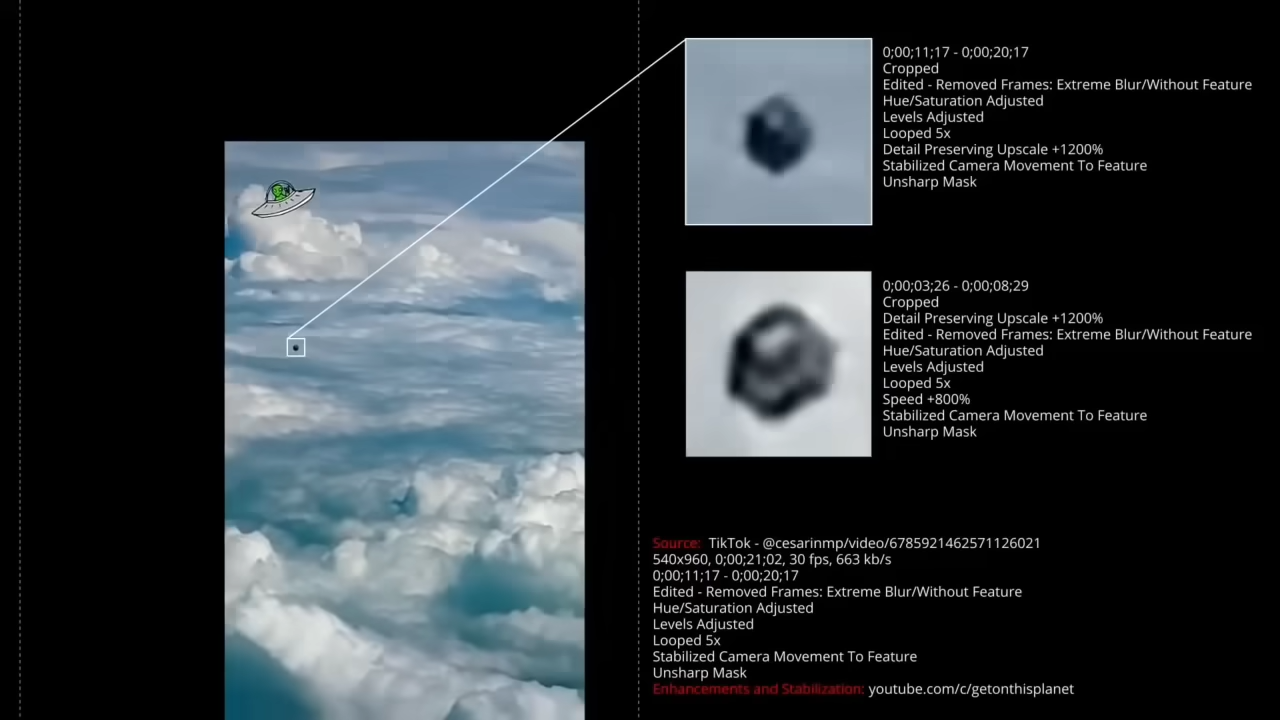 0;00;11;17 - 0;00;20;17
Cropped
Edited - Removed Frames: Extreme Blur/Without Feature
Hue/Saturation Adjusted
Levels Adjusted
Looped 5x
Detail Preserving Upscale +1200%
Stabilized Camera Movement To Feature
Unsharp Mask
0;00;03;26 - 0;00;08;29
Cropped
Detail Preserving Upscale +1200%
Edited - Removed Frames: Extreme Blur/Without Feature
Hue/Saturation Adjusted
Levels Adjusted
Looped 5x
Speed +800%
Stabilized Camera Movement To Feature
Unsharp Mask
Source: TikTok - @cesarinmp/video/6785921462571126021
540x960, 0;00;21;02, 30 fps, 663 kb/s
0;00;11;17 - 0;00;20;17
Edited - Removed Frames: Extreme Blur/Without Feature
Hue/Saturation Adjusted
Levels Adjusted
Looped 5x
Stabilized Camera Movement To Feature
Unsharp Mask
Enhancements and Stabilization: youtube.com/c/getonthisplanet